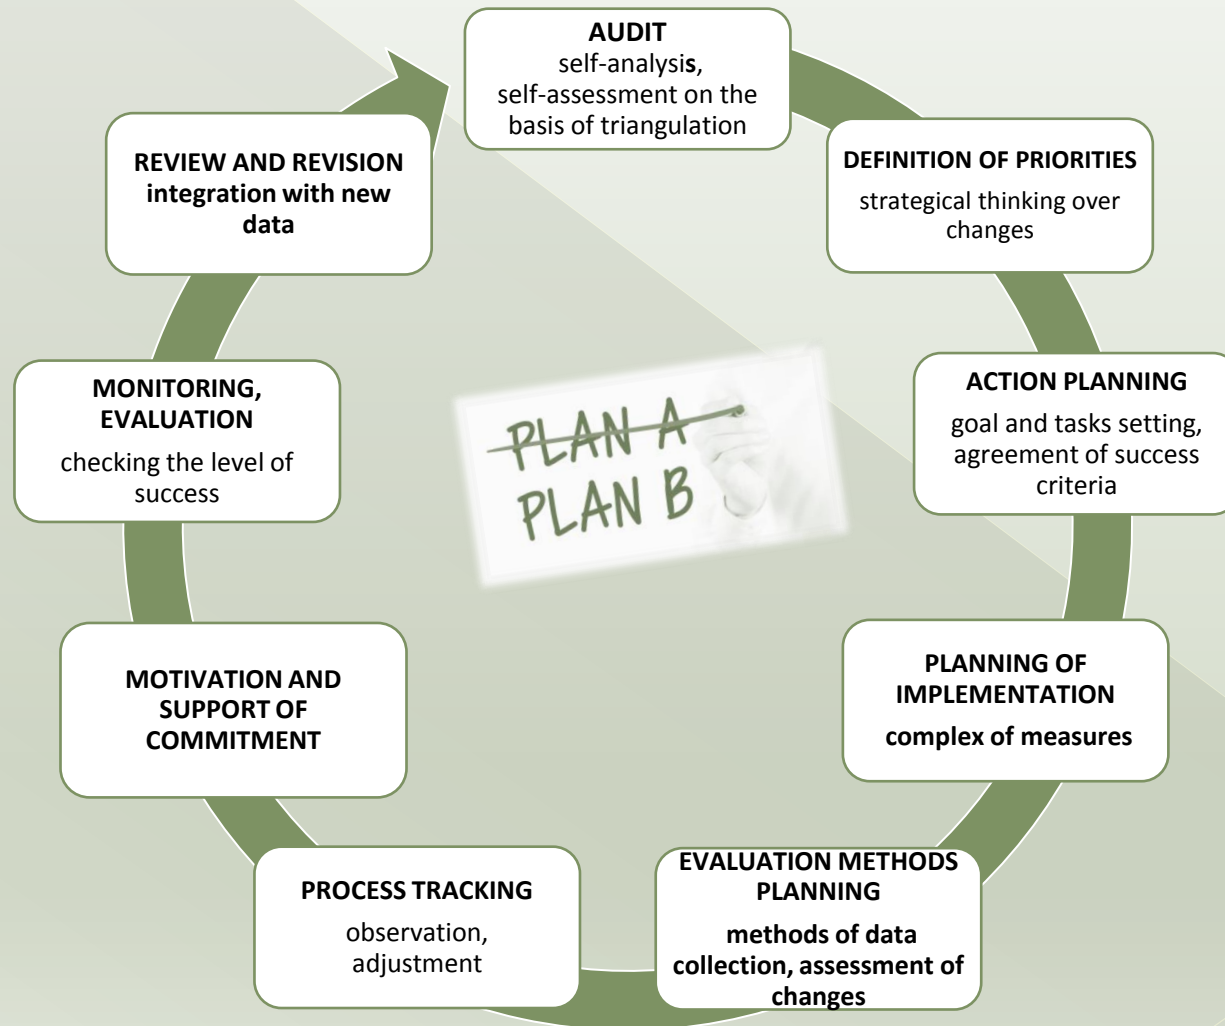 AUDIT
self-analysis,
self-assessment on the
basis of triangulation
DEFINITION OF PRIORITIES
strategical thinking over
changes
ACTION PLANNING
goal and tasks setting,
agreement of success
criteria
PLANNING OF
IMPLEMENTATION
complex of measures
EVALUATION METHODS
PLANNING
methods of data
collection, assessment of
changes
PROCESS TRACKING
observation,
adjustment
MOTIVATION AND
SUPPORT OF
COMMITMENT
MONITORING,
EVALUATION
checking the level of
success
REVIEW AND REVISION
integration with new
data
PLAN A
PLAN B